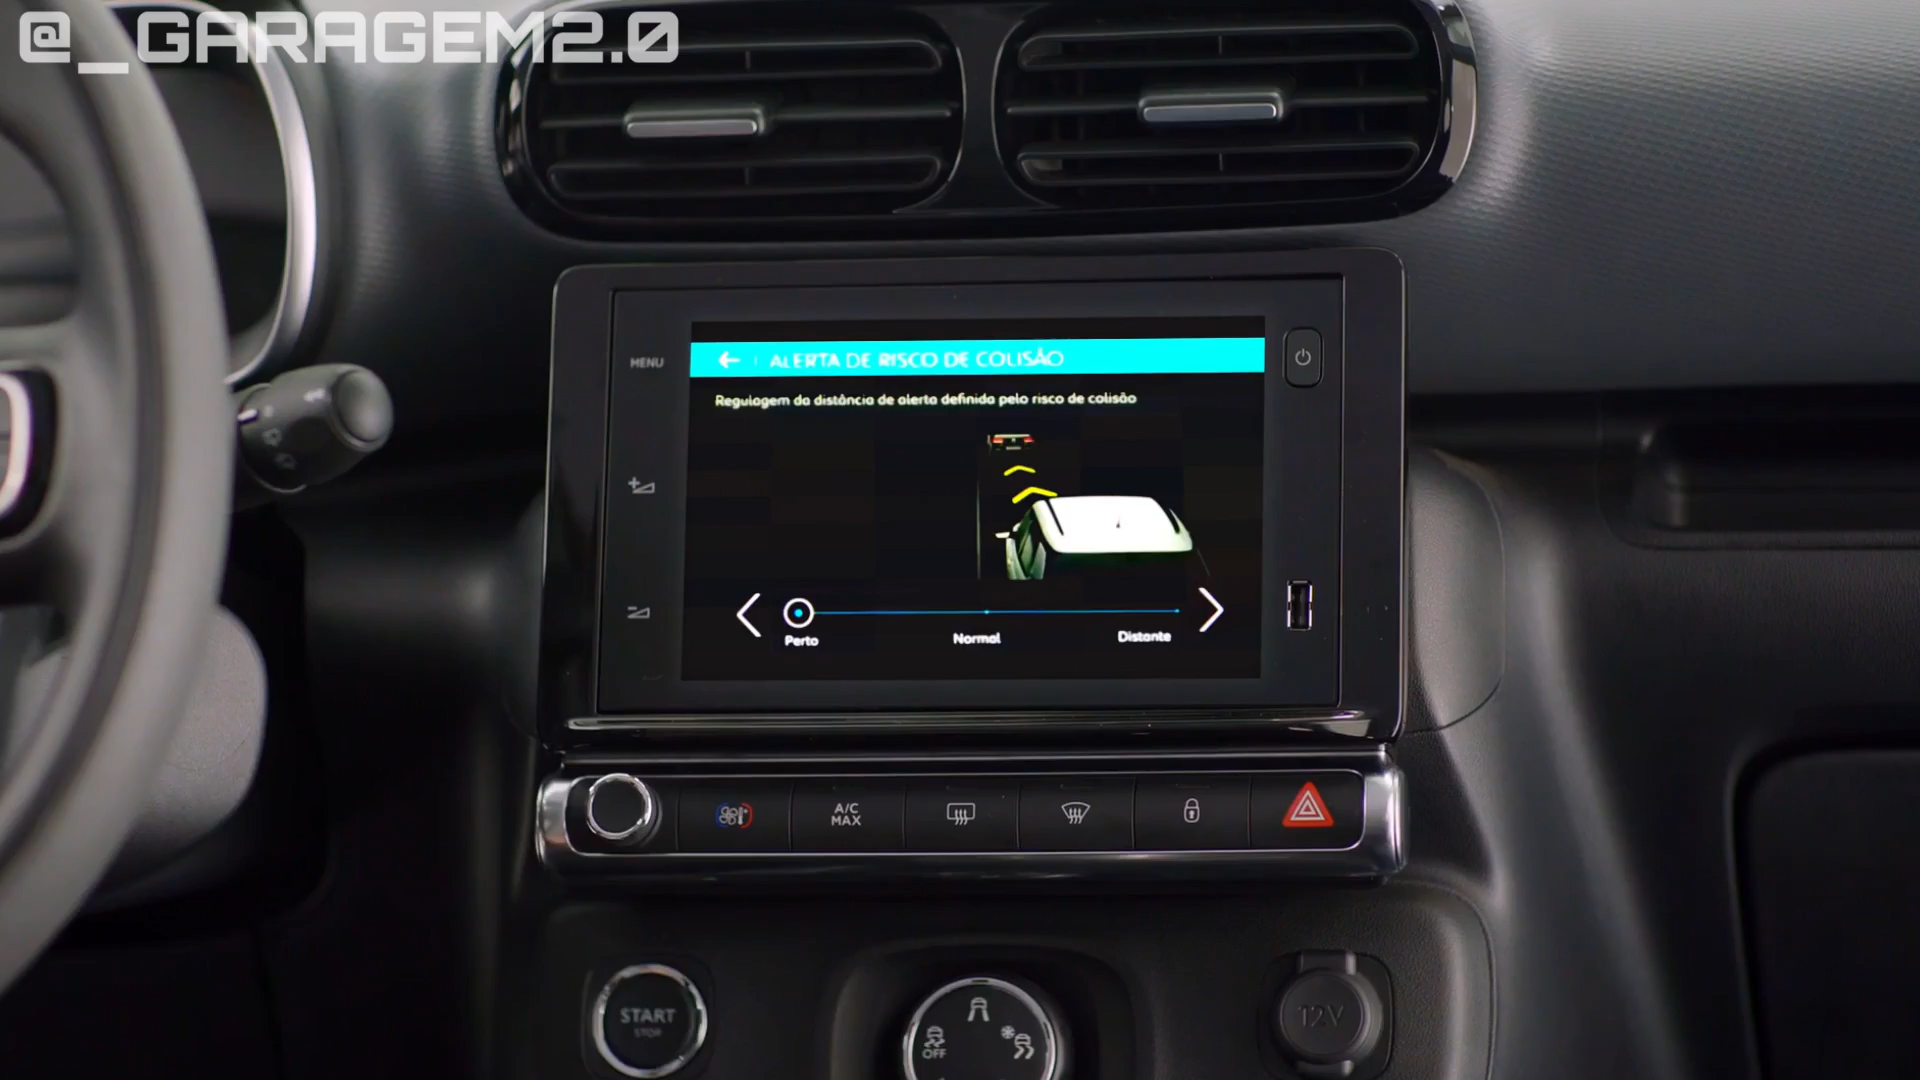 @_GARAGEM2.0
MENU
← | ALERTA DE RISCO DE COLISÃO
Regulagem da distância de alerta definida pelo risco de colisão
Perto
Normal
Distante
A/C
MAX
START
STOP
OFF
12V